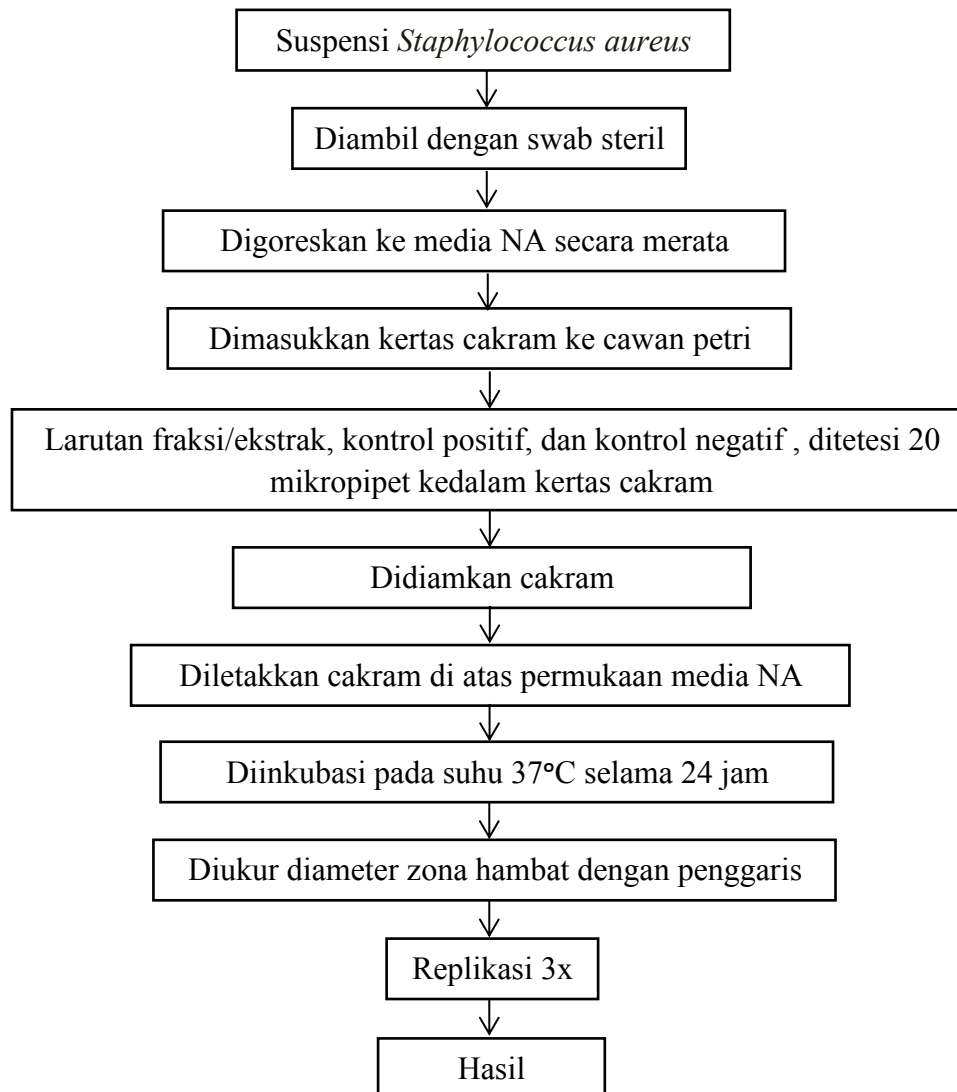 Suspensi Staphylococcus aureus
Diambil dengan swab steril
Digoreskan ke media NA secara merata
Dimasukkan kertas cakram ke cawan petri
Larutan fraksi/ekstrak, kontrol positif, dan kontrol negatif , ditetesi 20
mikropipet kedalam kertas cakram
Didiamkan cakram
Diletakkan cakram di atas permukaan media NA
Diinkubasi pada suhu 37°C selama 24 jam
Diukur diameter zona hambat dengan penggaris
Replikasi 3x
Hasil